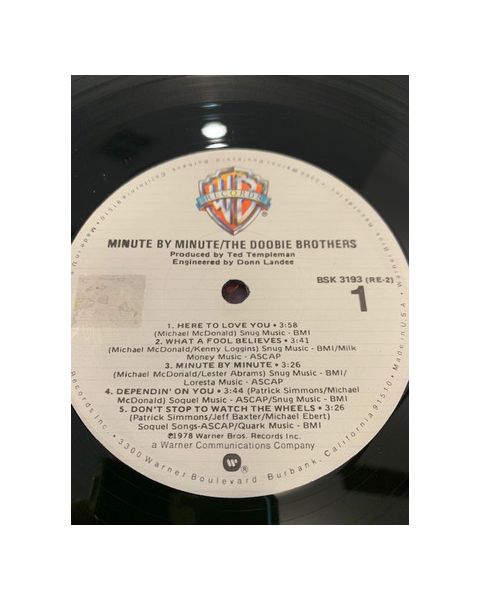 WB
RECORDS
MINUTE BY MINUTE/THE DOOBIE BROTHERS
Produced by Ted Templeman
Engineered by Donn Landee
BSK 3193 (RE-2)
1
1. HERE TO LOVE YOU • 3:58
(Michael McDonald) Snug Music - BMI
2. WHAT A FOOL BELIEVES • 3:41
(Michael McDonald/Kenny Loggins) Snug Music - BMI/Milk
Money Music - ASCAP
3. MINUTE BY MINUTE • 3:26
(Michael McDonald/Lester Abrams) Snug Music - BMI/
Loresta Music - ASCAP
4. DEPENDIN' ON YOU • 3:44 (Patrick Simmons/Michael
McDonald) Soquel Music - ASCAP/Snug Music - BMI
5. DON'T STOP TO WATCH THE WHEELS • 3:26
(Patrick Simmons/Jeff Baxter/Michael Ebert)
Soquel Songs-ASCAP/Quark Music - BMI
℗1978 Warner Bros. Records Inc.
a Warner Communications Company
W ®
Records Inc. • 3300 Warner Boulevard, Burbank, California 91510 • Made in U.S.A.